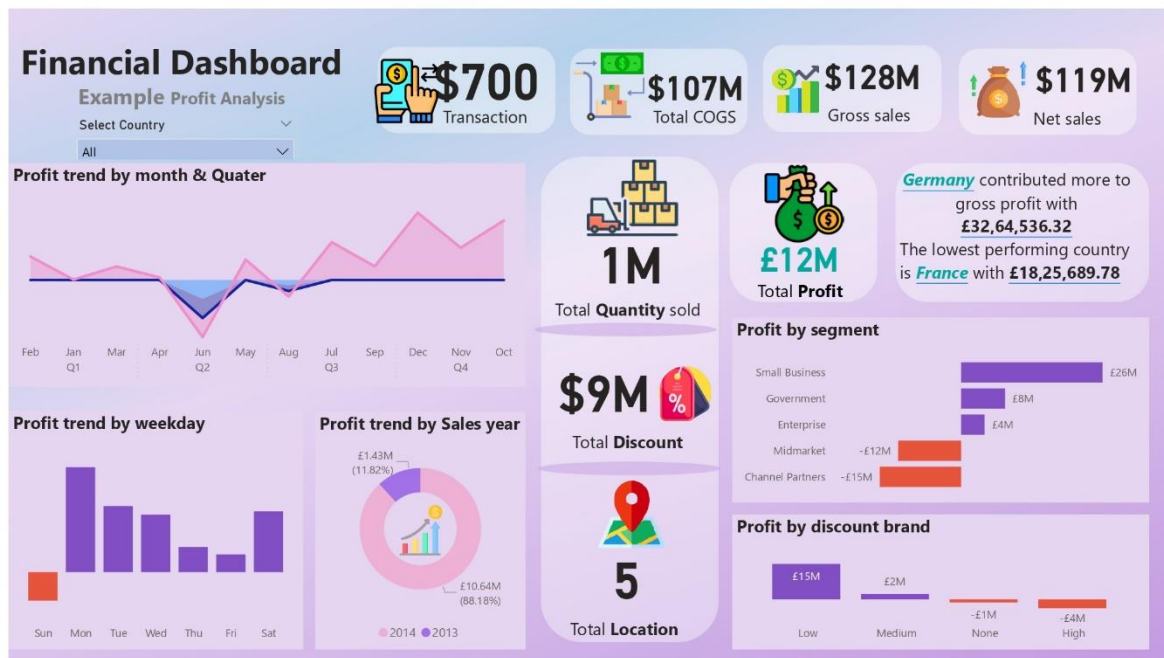 Financial Dashboard
Example Profit Analysis
Select Country
All
$700
Transaction
$107M
Total COGS
$128M
Gross sales
$119M
Net sales
Profit trend by month & Quater
Feb Jan Mar Apr Jun May Aug Jul Sep Dec Nov Oct
Q1 Q2 Q3 Q4
1M
Total Quantity sold
$9M
%
Total Discount
5
Total Location
£12M
Total Profit
Germany contributed more to
gross profit with
£32,64,536.32
The lowest performing country
is France with £18,25,689.78
Profit by segment
Small Business £26M
Government £8M
Enterprise £4M
Midmarket -£12M
Channel Partners -£15M
Profit trend by weekday
Sun Mon Tue Wed Thu Fri Sat
Profit trend by Sales year
£1.43M
(11.82%)
£10.64M
(88.18%)
2014 2013
Profit by discount brand
£15M £2M -£1M -£4M
Low Medium None High